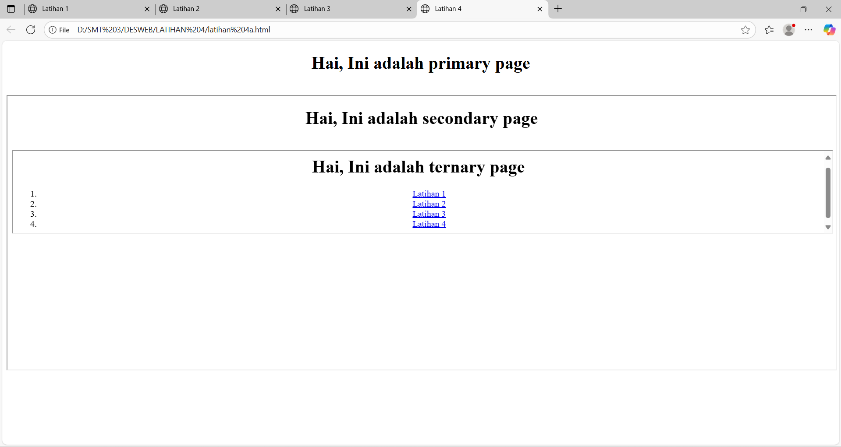 Latihan 1
Latihan 2
Latihan 3
Latihan 4
File D:/SMT%203/DESWEB/LATIHAN%204/latihan%204a.html
Hai, Ini adalah primary page
Hai, Ini adalah secondary page
Hai, Ini adalah ternary page
1. Latihan 1
2. Latihan 2
3. Latihan 3
4. Latihan 4